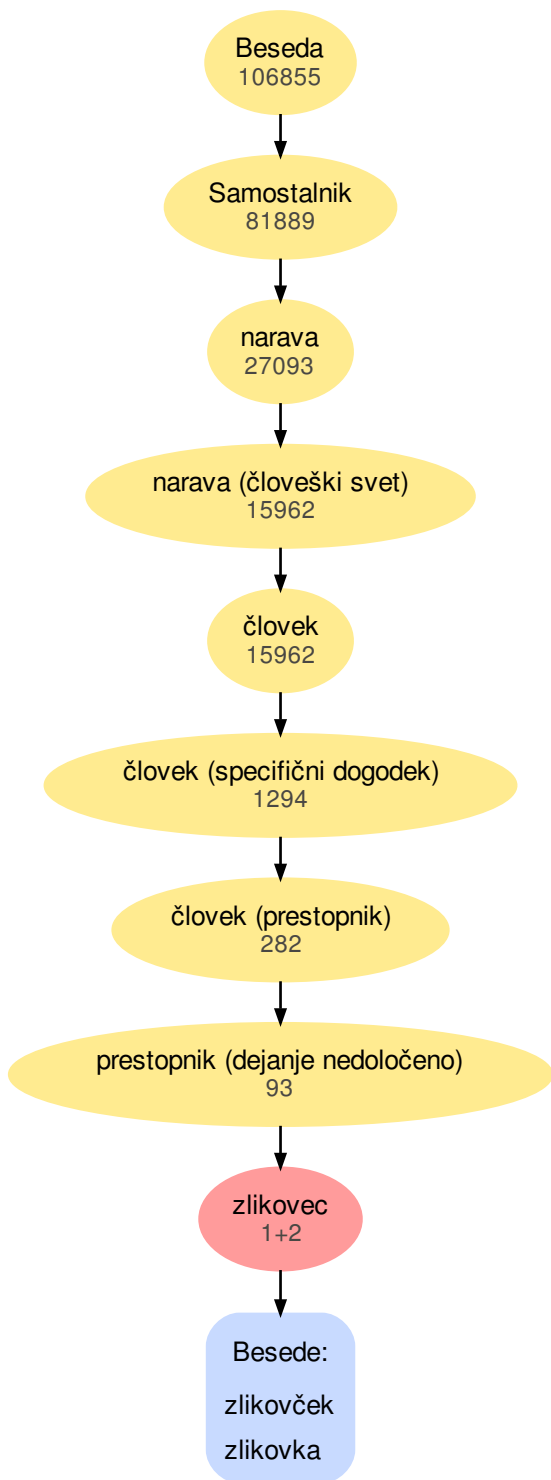 Beseda
106855
Samostalnik
81889
narava
27093
narava (človeški svet)
15962
človek
15962
človek (specifični dogodek)
1294
človek (prestopnik)
282
prestopnik (dejanje nedoločeno)
93
zlikovec
1+2
Besede:
zlikovček
zlikovka